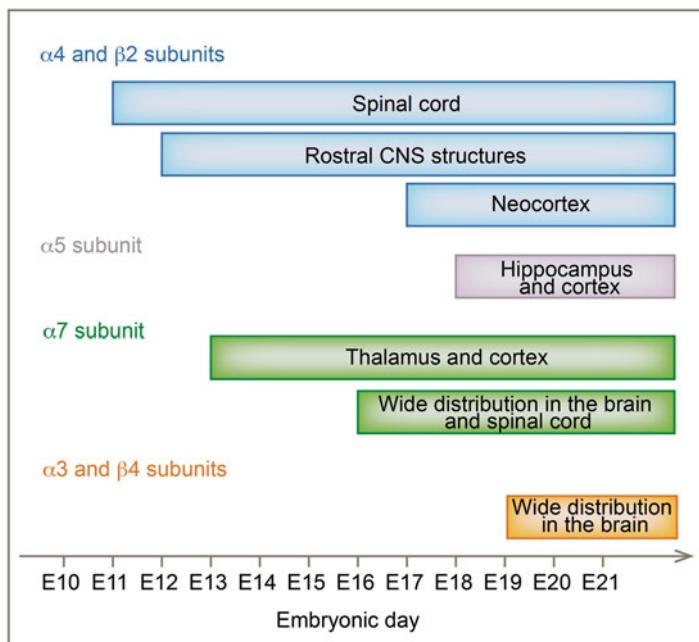 α4 and β2 subunits
Spinal cord
Rostral CNS structures
Neocortex
α5 subunit
Hippocampus
and cortex
α7 subunit
Thalamus and cortex
Wide distribution in the brain
and spinal cord
α3 and β4 subunits
Wide distribution
in the brain
E10 E11 E12 E13 E14 E15 E16 E17 E18 E19 E20 E21
Embryonic day